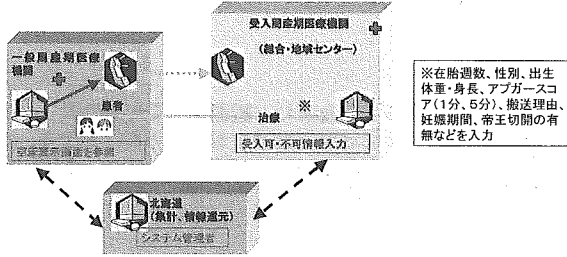 一般周産期医療
機関
患者
受入周産期医療機関
(総合・地域センター)
※
治療
受入可・不可情報入力
北海道
(集計、情報還元)
システム管理者
※在胎週数、性別、出生
体重・身長、アプガースコ
ア(1分、5分)、搬送理由、
妊娠期間、帝王切開の有
無などを入力